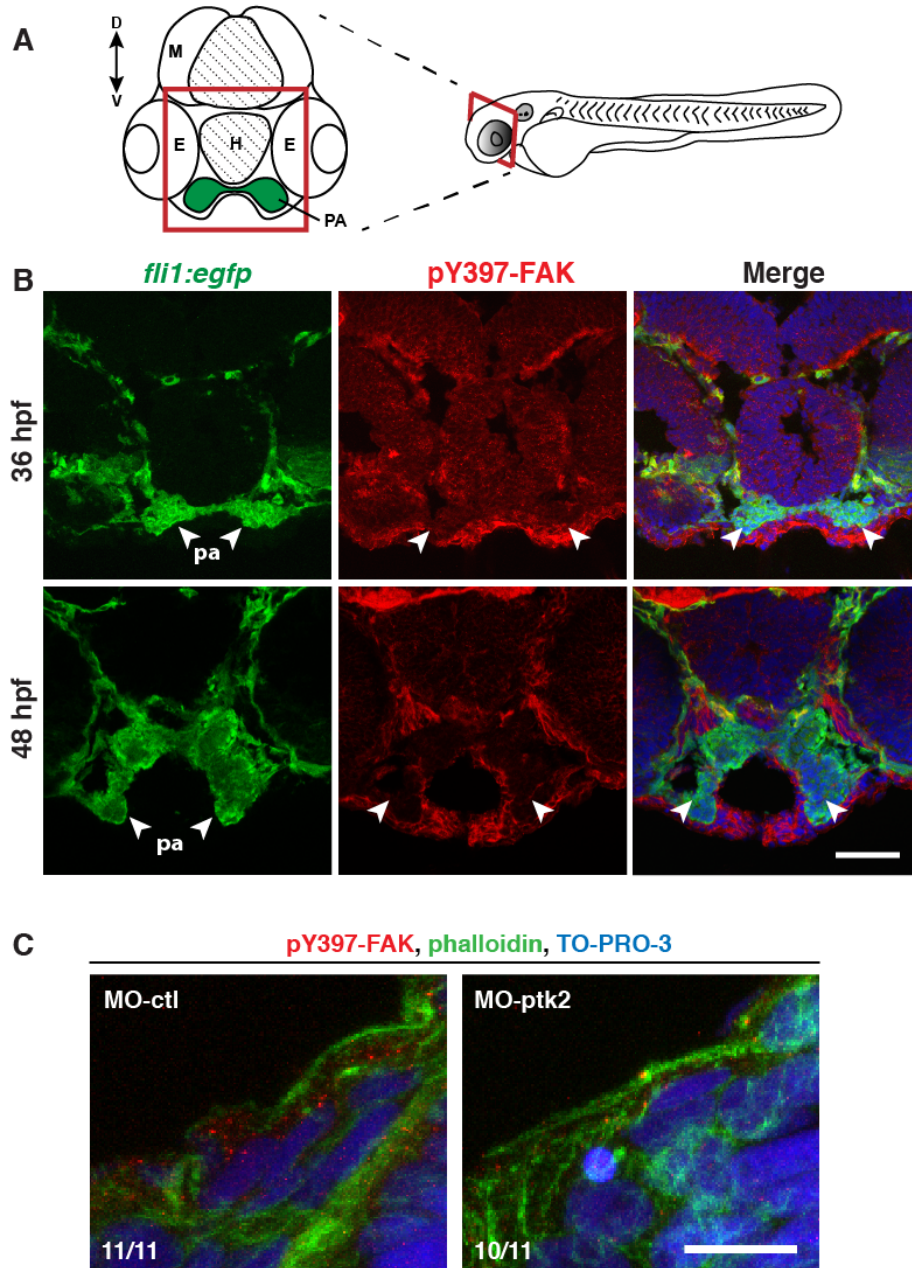 A
D
V
M
E
H
E
PA
B
fli1:egfp
pY397-FAK
Merge
36 hpf
pa
48 hpf
pa
C
pY397-FAK, phalloidin, TO-PRO-3
MO-ctl
MO-ptk2
11/11
10/11